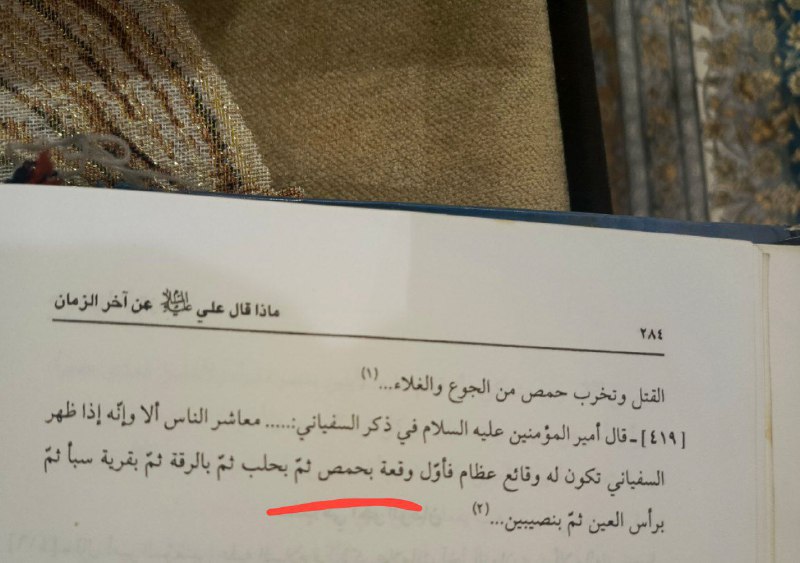 ماذا قال علي عليه السلام عن آخر الزمان
٢٨٤
القتل وتخرب حمص من الجوع والغلاء...(١)
[٤١٩] ـ قال أمير المؤمنين عليه السلام في ذكر السفياني:..... معاشر الناس ألا وإنّه إذا ظهر
السفياني تكون له وقائع عظام فأوّل وقعة بحمص ثمّ بحلب ثمّ بالرقة ثمّ بقرية سبأ ثمّ
برأس العين ثمّ بنصيبين...(٢)